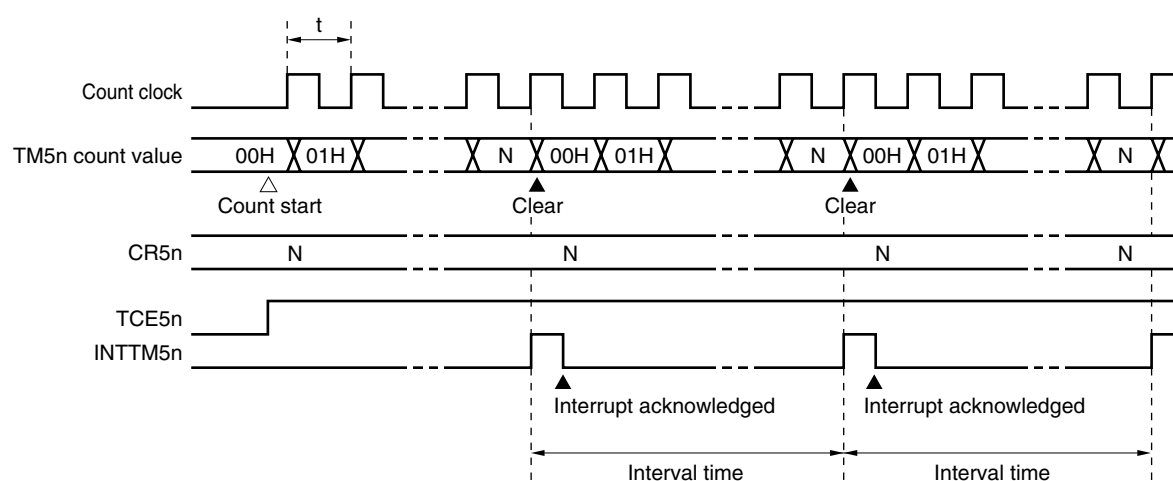 t
Count clock
TM5n count value 00H 01H N 00H 01H N 00H 01H N
Count start Clear Clear
CR5n N N N N
TCE5n
INTTM5n
Interrupt acknowledged Interrupt acknowledged
Interval time Interval time